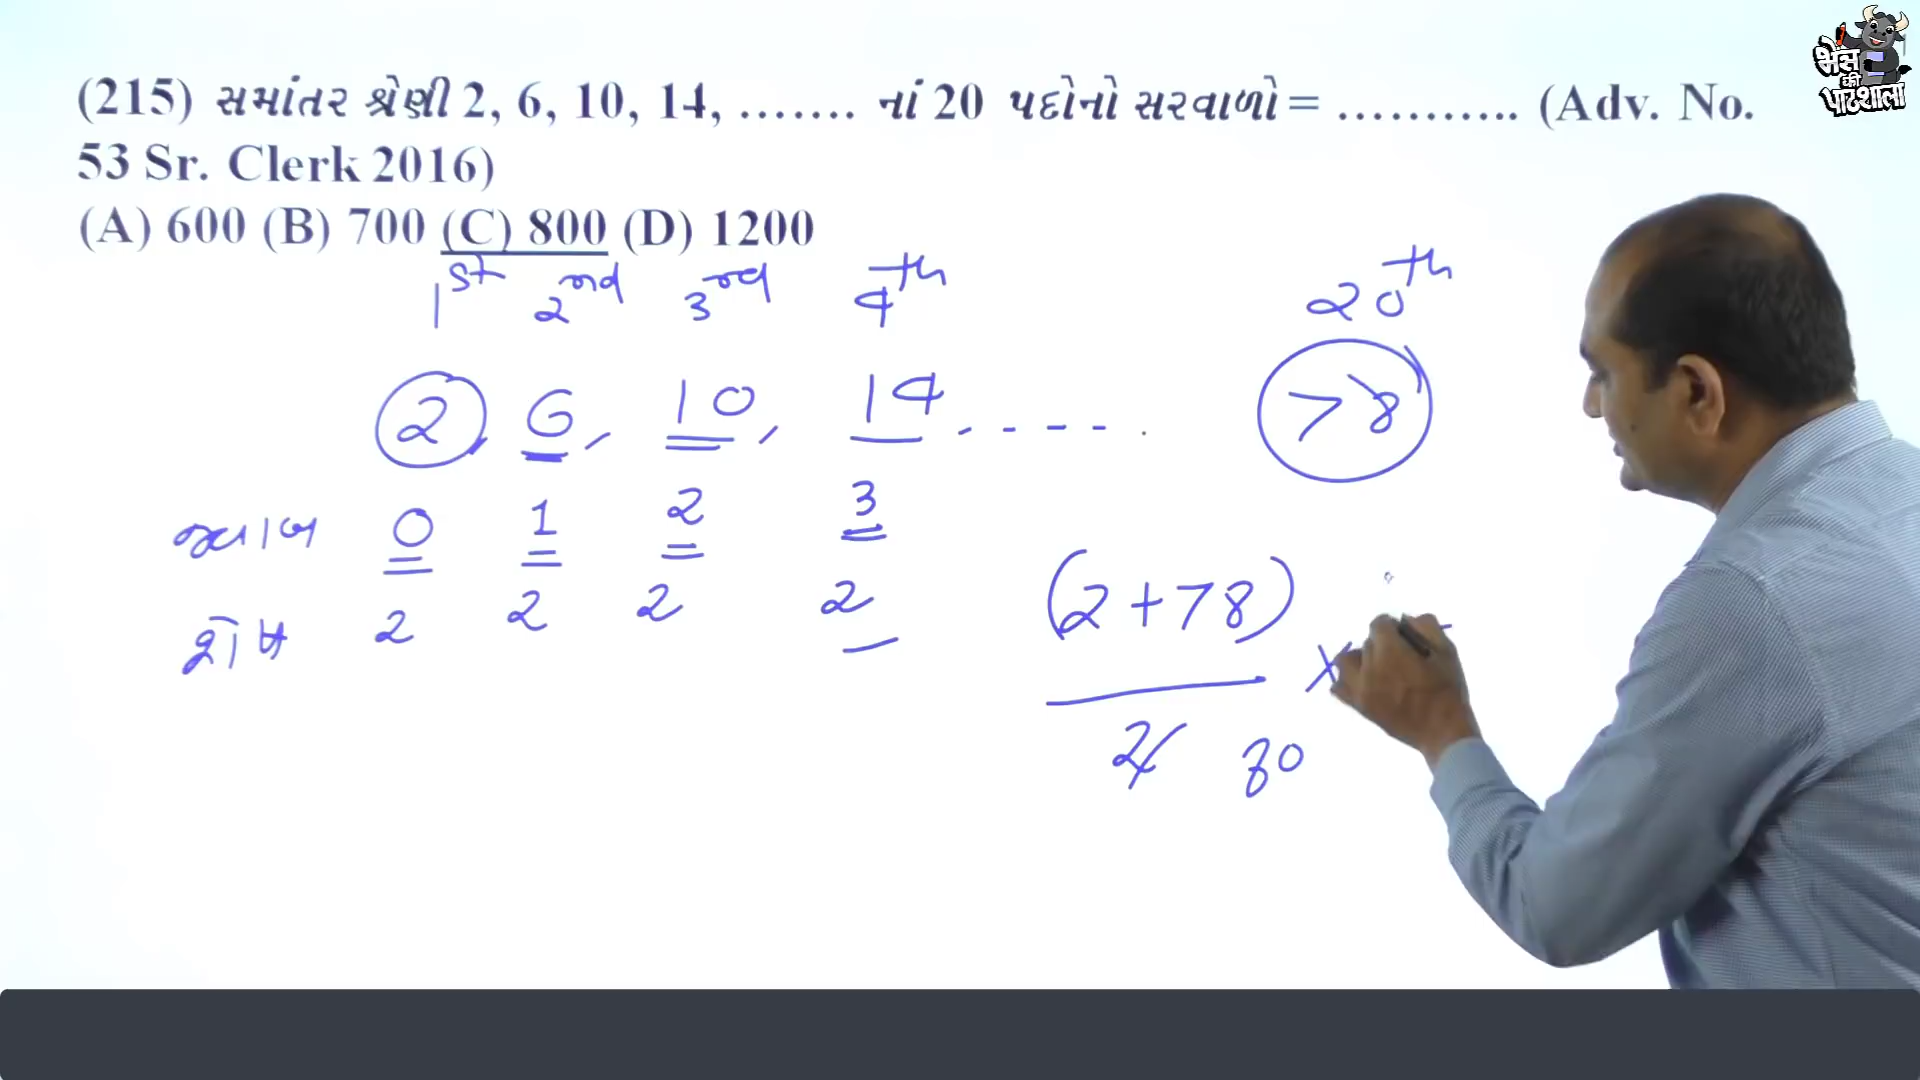 भैंस की पाठशाला
(215) સમાંતર શ્રેણી 2, 6, 10, 14, ....... નાં 20 પદોનો સરવાળો = ........... (Adv. No.
53 Sr. Clerk 2016)
(A) 600 (B) 700 (C) 800 (D) 1200
1st 2nd 3rd 4th 20th
2, 6, 10, 14 - - - - . 78
0 1 2 3
શેષ 2 2 2 2
(2+78) ×
2 80